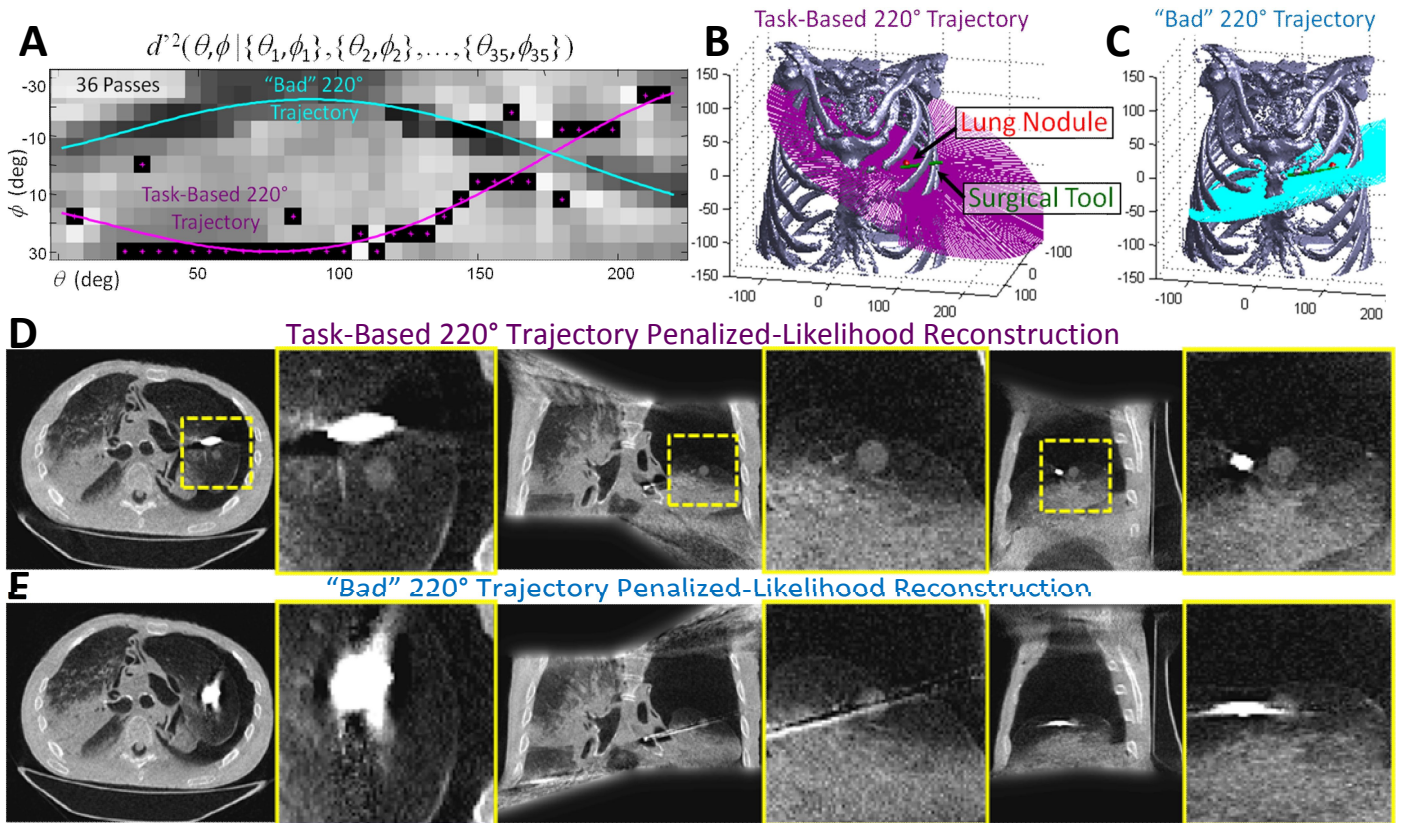 A
d'²(θ,ϕ|{θ₁,ϕ₁},{θ₂,ϕ₂},…,{θ₃₅,ϕ₃₅})
36 Passes
“Bad” 220°
Trajectory
Task-Based 220°
Trajectory
-30
-10
10
30
ϕ (deg)
50
100
150
200
θ (deg)
B
Task-Based 220° Trajectory
150
100
50
0
-50
-100
-150
-100
0
100
200
-100
0
100
Lung Nodule
Surgical Tool
C
“Bad” 220° Trajectory
150
100
50
0
-50
-100
-150
-100
0
100
200
D
Task-Based 220° Trajectory Penalized-Likelihood Reconstruction
E
“Bad” 220° Trajectory Penalized-Likelihood Reconstruction